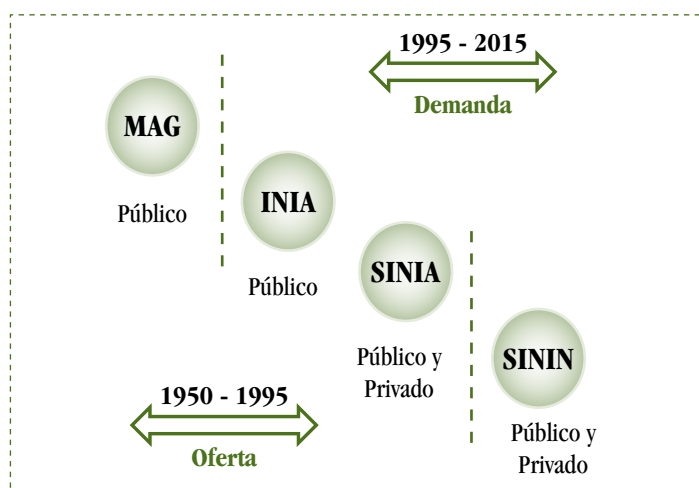 1995 - 2015
Demanda
MAG
Público
INIA
Público
SINIA
Público y
Privado
SININ
Público y
Privado
1950 - 1995
Oferta